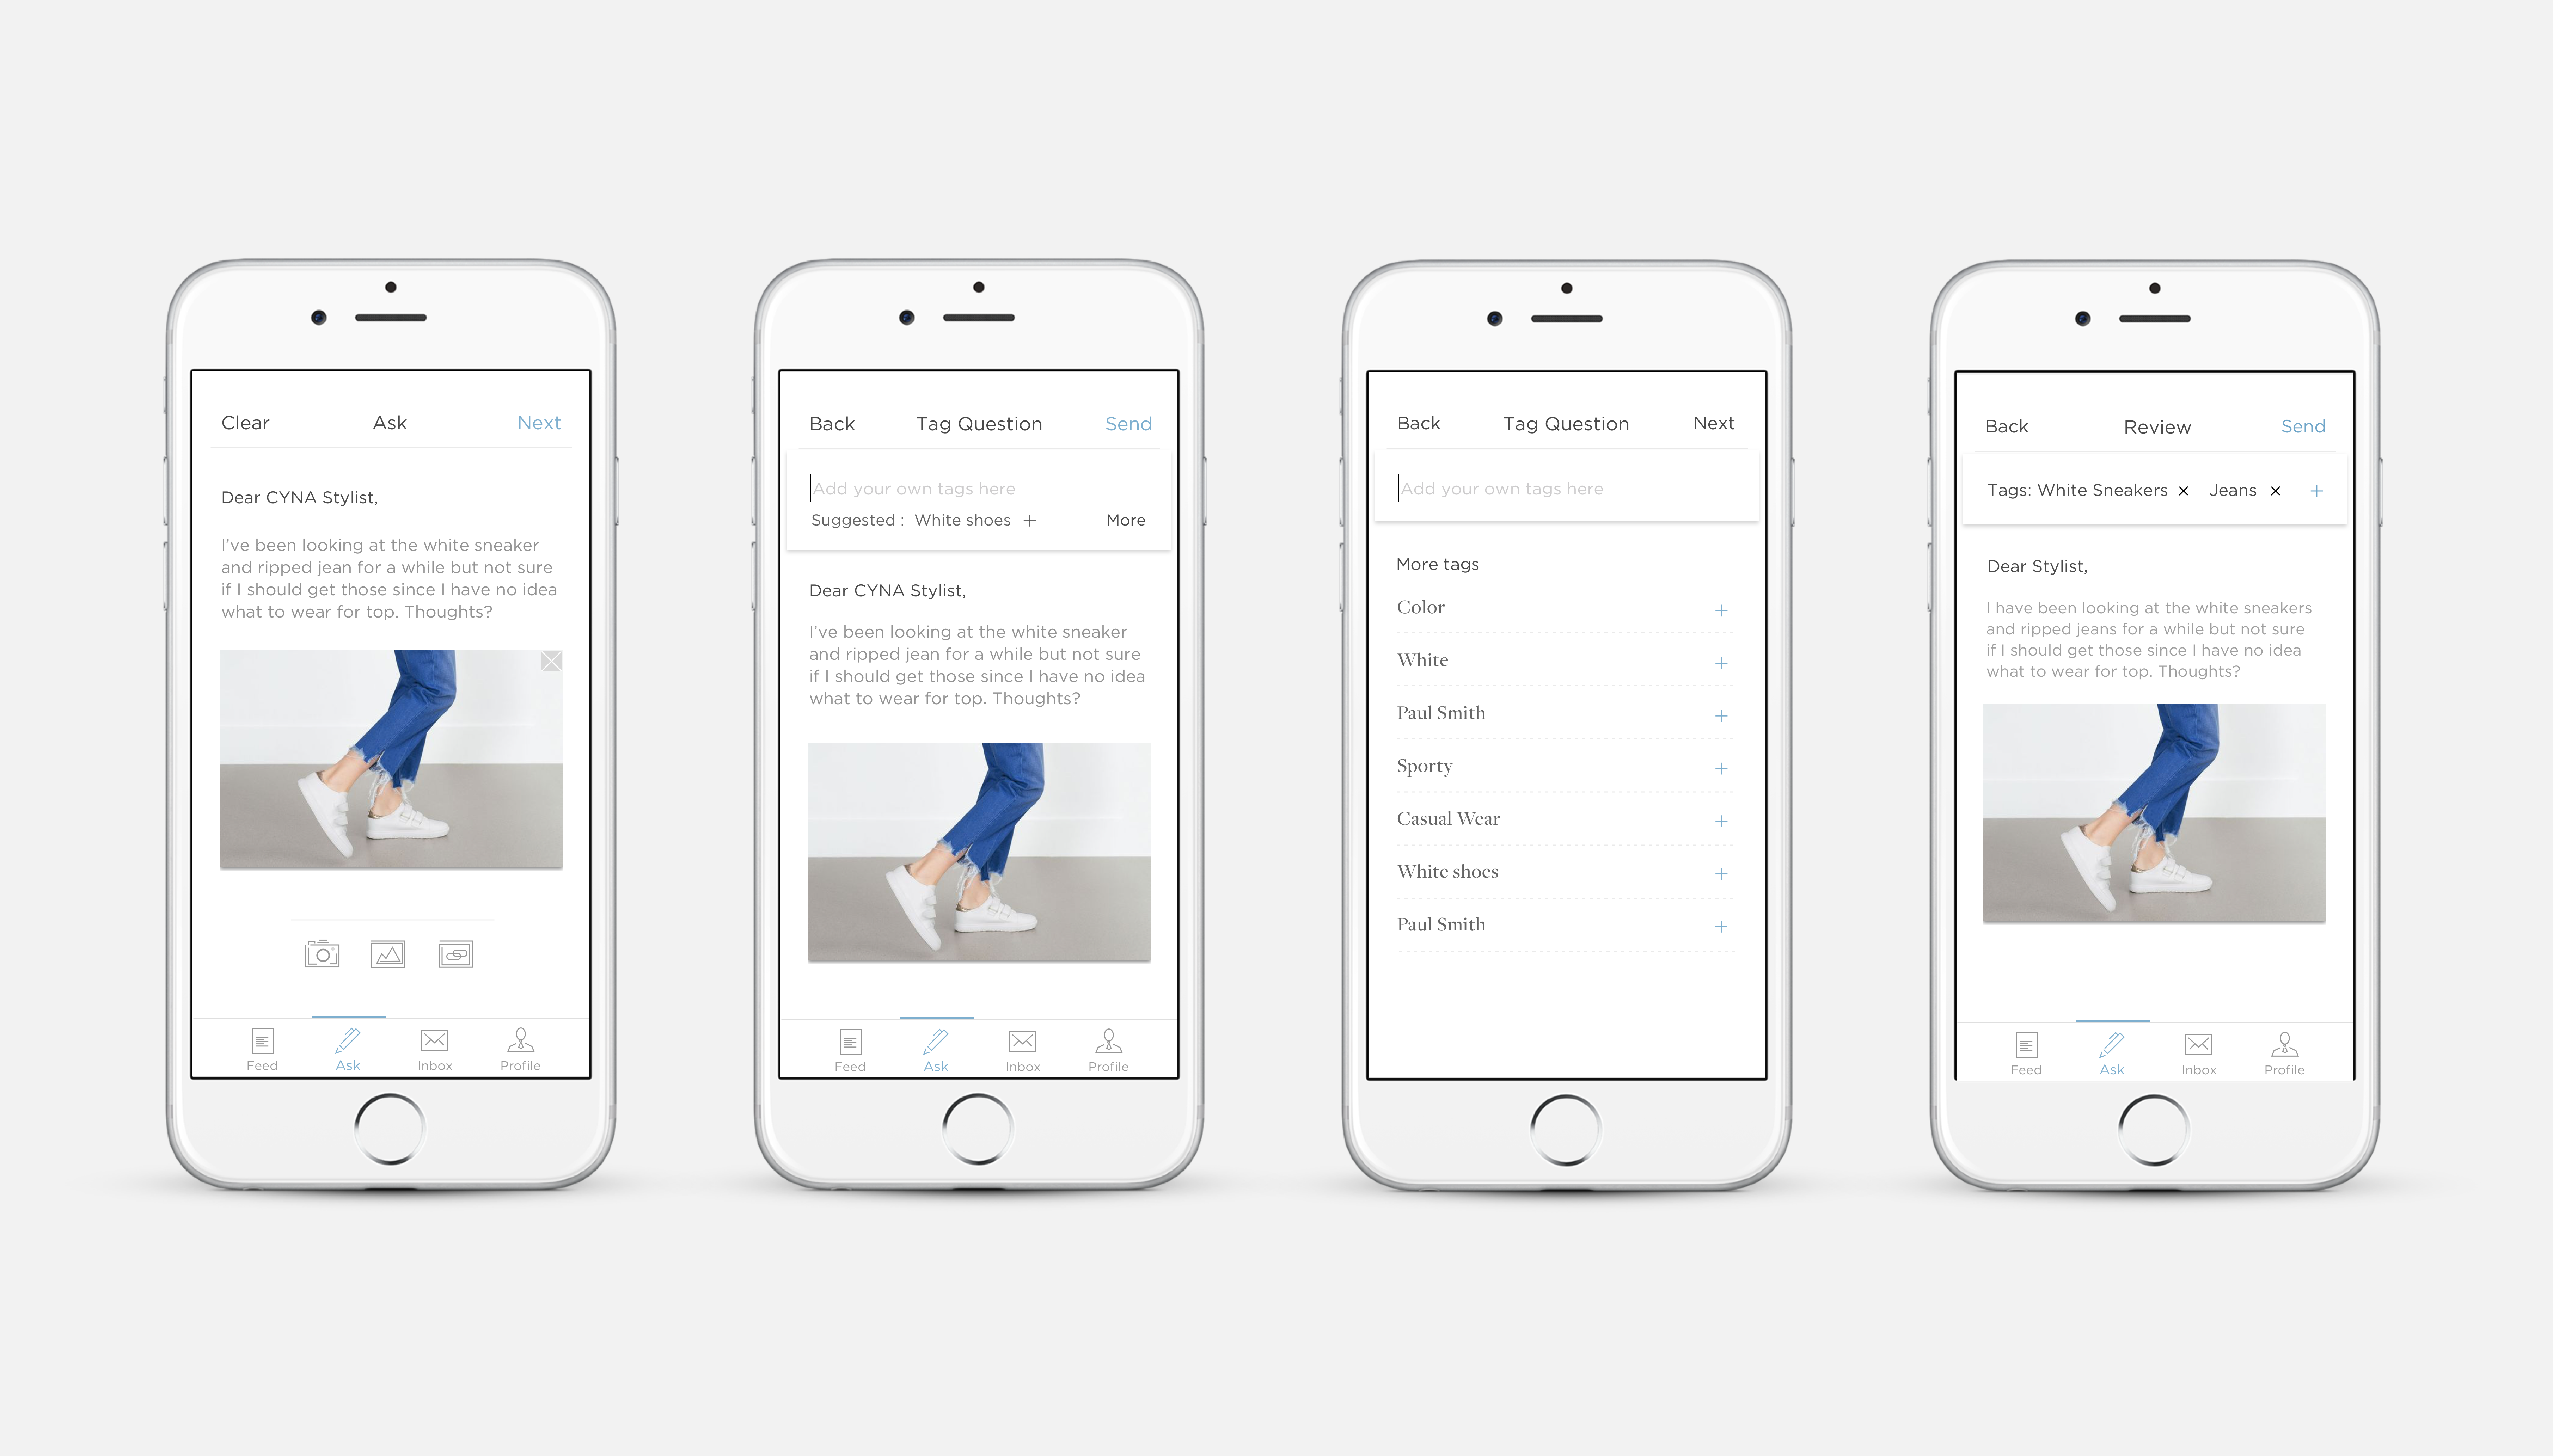 Clear Ask Next
Dear CYNA Stylist,
I've been looking at the white sneaker
and ripped jean for a while but not sure
if I should get those since I have no idea
what to wear for top. Thoughts?
Feed Ask Inbox Profile
Back Tag Question Send
Add your own tags here
Suggested : White shoes + More
Dear CYNA Stylist,
I've been looking at the white sneaker
and ripped jean for a while but not sure
if I should get those since I have no idea
what to wear for top. Thoughts?
Feed Ask Inbox Profile
Back Tag Question Next
Add your own tags here
More tags
Color +
White +
Paul Smith +
Sporty +
Casual Wear +
White shoes +
Paul Smith +
Back Review Send
Tags: White Sneakers × Jeans × +
Dear Stylist,
I have been looking at the white sneakers
and ripped jeans for a while but not sure
if I should get those since I have no idea
what to wear for top. Thoughts?
Feed Ask Inbox Profile